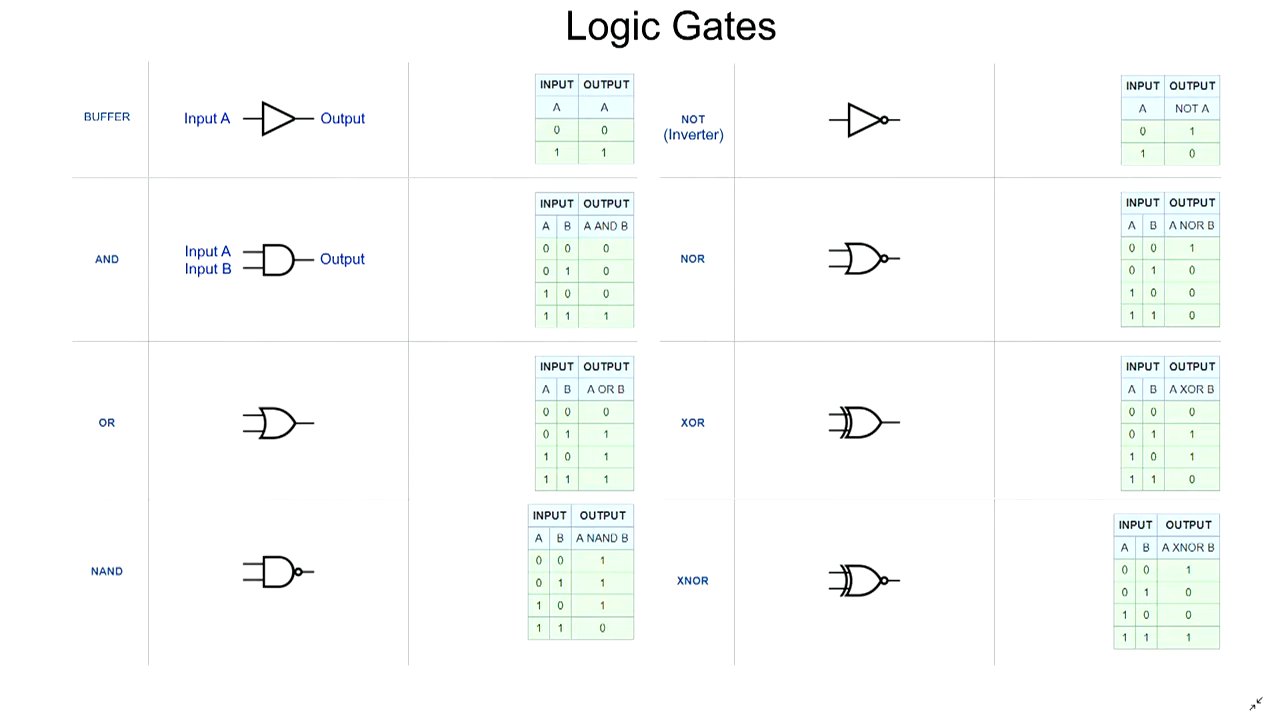 Logic Gates
BUFFER
Input A
Output
INPUT OUTPUT
A A
0 0
1 1
NOT
(Inverter)
INPUT OUTPUT
A NOT A
0 1
1 0
AND
Input A
Input B
Output
INPUT OUTPUT
A B A AND B
0 0 0
0 1 0
1 0 0
1 1 1
NOR
INPUT OUTPUT
A B A NOR B
0 0 1
0 1 0
1 0 0
1 1 0
OR
INPUT OUTPUT
A B A OR B
0 0 0
0 1 1
1 0 1
1 1 1
XOR
INPUT OUTPUT
A B A XOR B
0 0 0
0 1 1
1 0 1
1 1 0
NAND
INPUT OUTPUT
A B A NAND B
0 0 1
0 1 1
1 0 1
1 1 0
XNOR
INPUT OUTPUT
A B A XNOR B
0 0 1
0 1 0
1 0 0
1 1 1